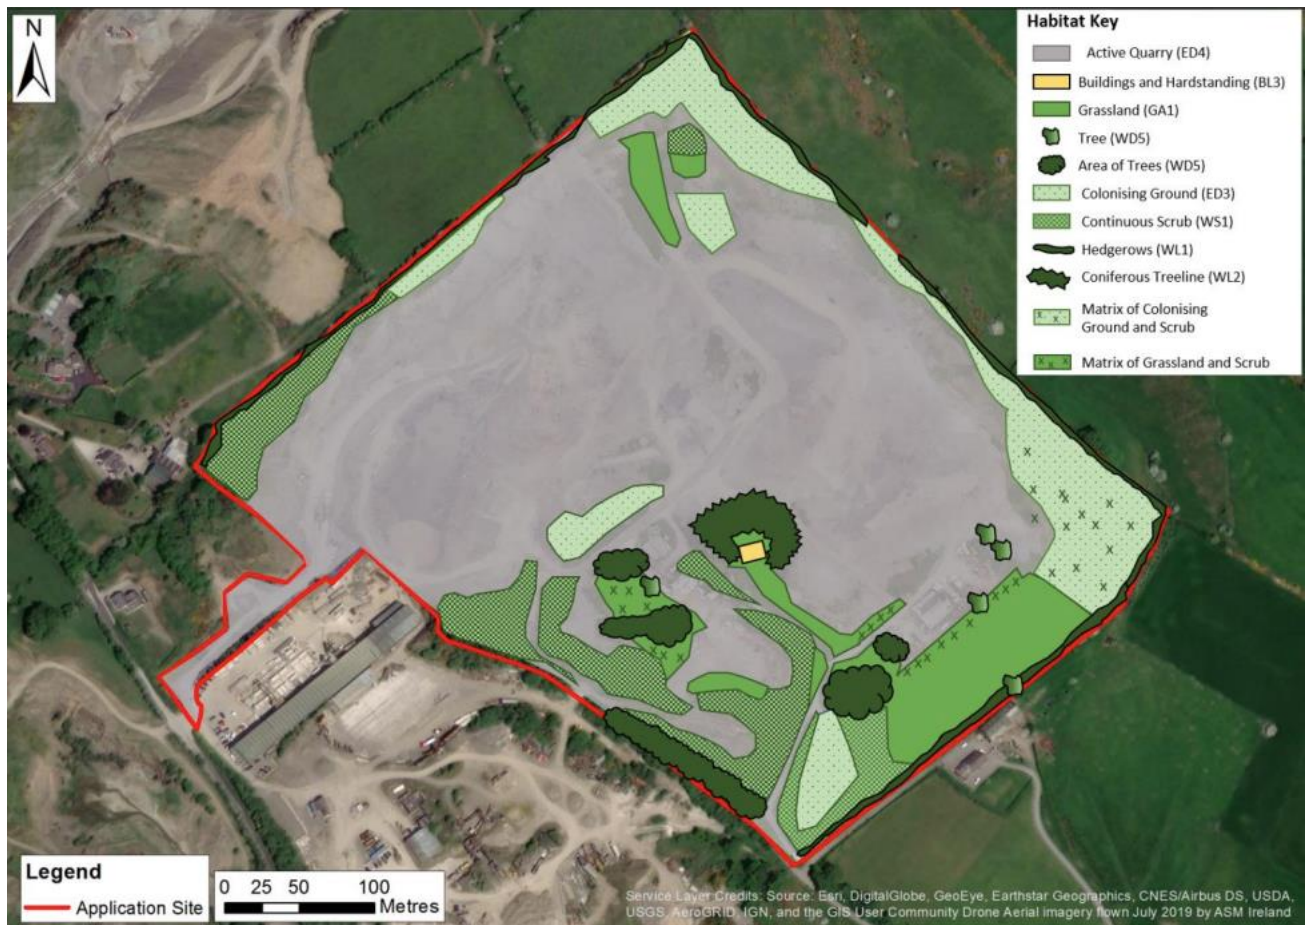 N
Habitat Key
Active Quarry (ED4)
Buildings and Hardstanding (BL3)
Grassland (GA1)
Tree (WD5)
Area of Trees (WD5)
Colonising Ground (ED3)
Continuous Scrub (WS1)
Hedgerows (WL1)
Coniferous Treeline (WL2)
Matrix of Colonising
Ground and Scrub
Matrix of Grassland and Scrub
Legend
Application Site
0 25 50 100
Metres
Service Layer Credits: Source: Esri, DigitalGlobe, GeoEye, Earthstar Geographics, CNES/Airbus DS, USDA,
USGS, AeroGRID, IGN, and the GIS User Community Drone Aerial imagery flown July 2019 by ASM Ireland